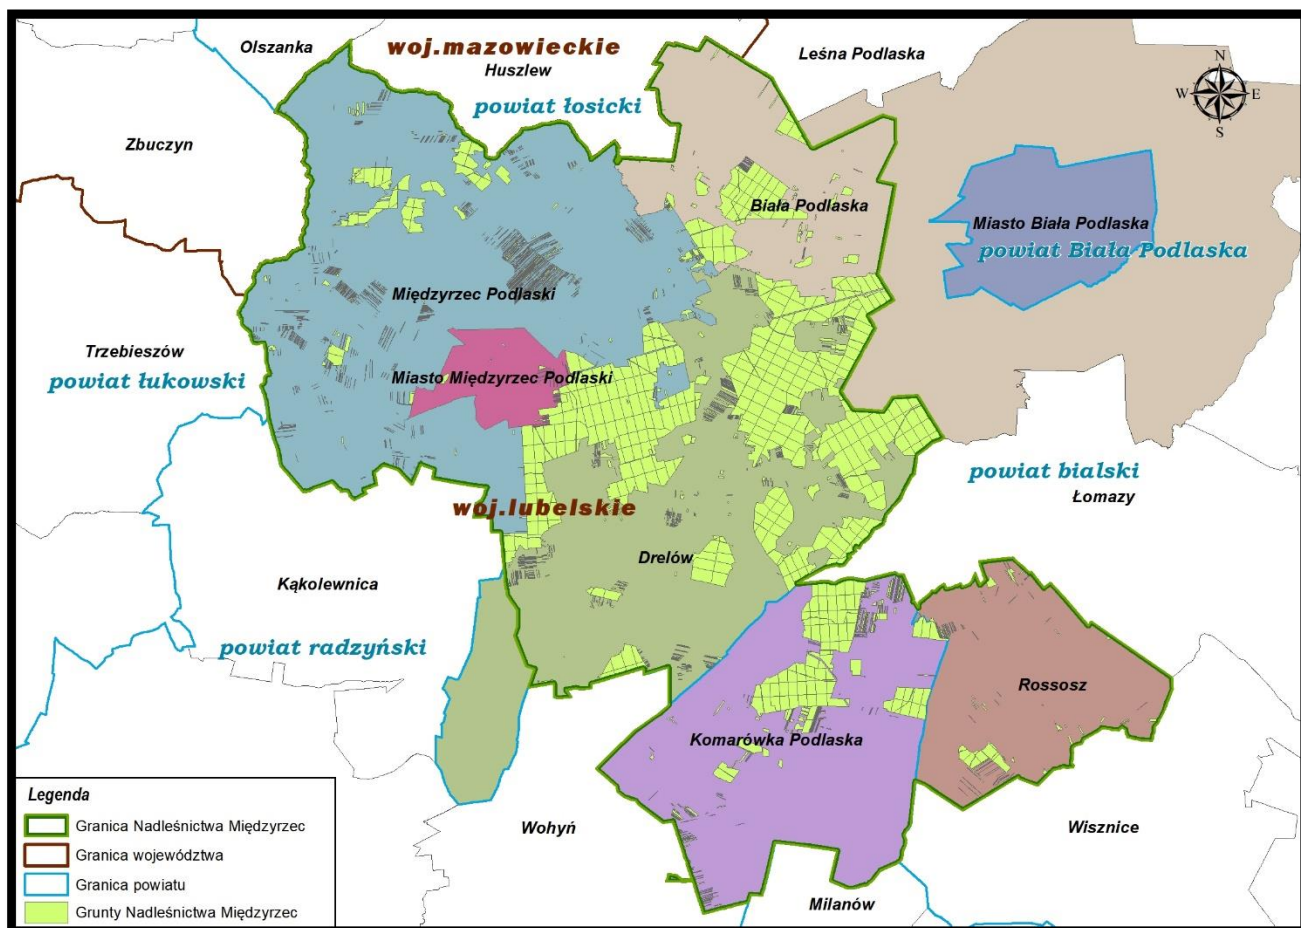 Olszanka
woj.mazowieckie
Huszlew
Leśna Podlaska
N
W
E
S
powiat łosicki
Zbuczyn
Biała Podlaska
Miasto Biała Podlaska
powiat Biała Podlaska
Międzyrzec Podlaski
Trzebieszów
powiat łukowski
Miasto Międzyrzec Podlaski
powiat bialski
Łomazy
woj.lubelskie
Drelów
Kąkolewnica
powiat radzyński
Rossosz
Komarówka Podlaska
Wohyń
Wisznice
Milanów
Legenda
Granica Nadleśnictwa Międzyrzec
Granica województwa
Granica powiatu
Grunty Nadleśnictwa Międzyrzec